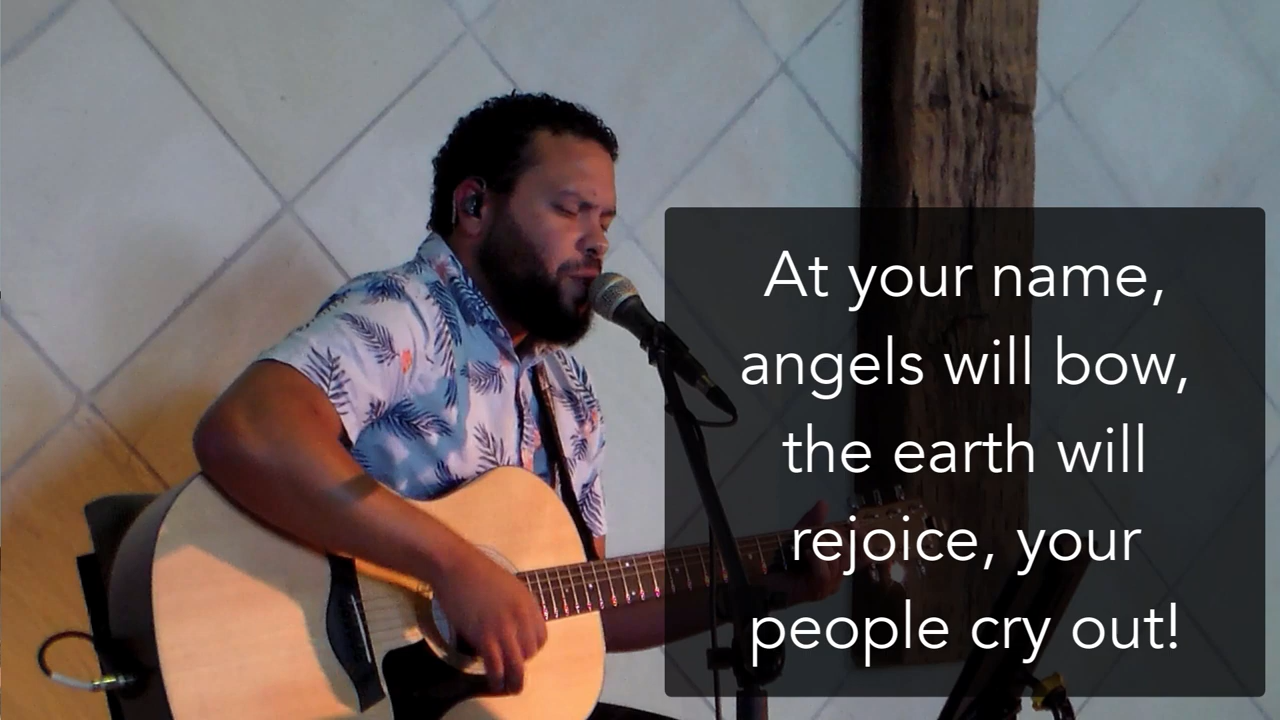 At your name,
angels will bow,
the earth will
rejoice, your
people cry out!